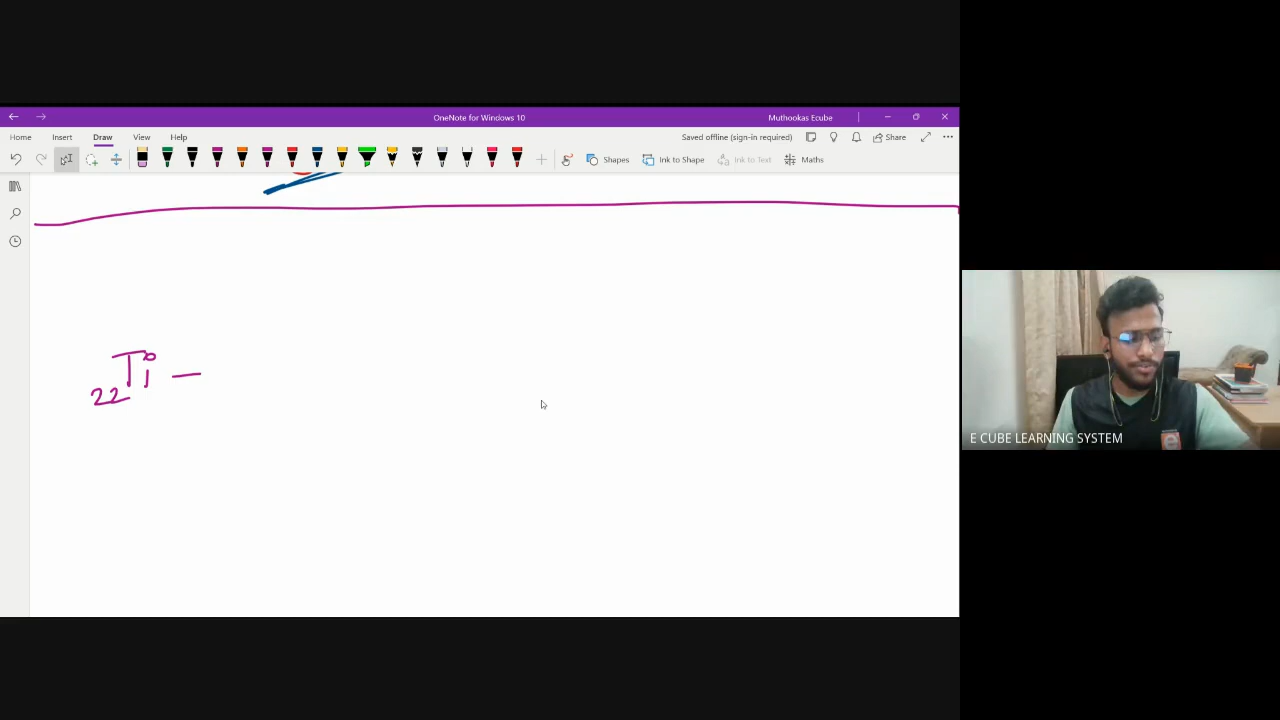 OneNote for Windows 10
Muthookas Ecube
Home Insert Draw View Help
Saved offline (sign-in required)
Share
Shapes
Ink to Shape
Ink to Text
Maths
22Ti —
E CUBE LEARNING SYSTEM
e